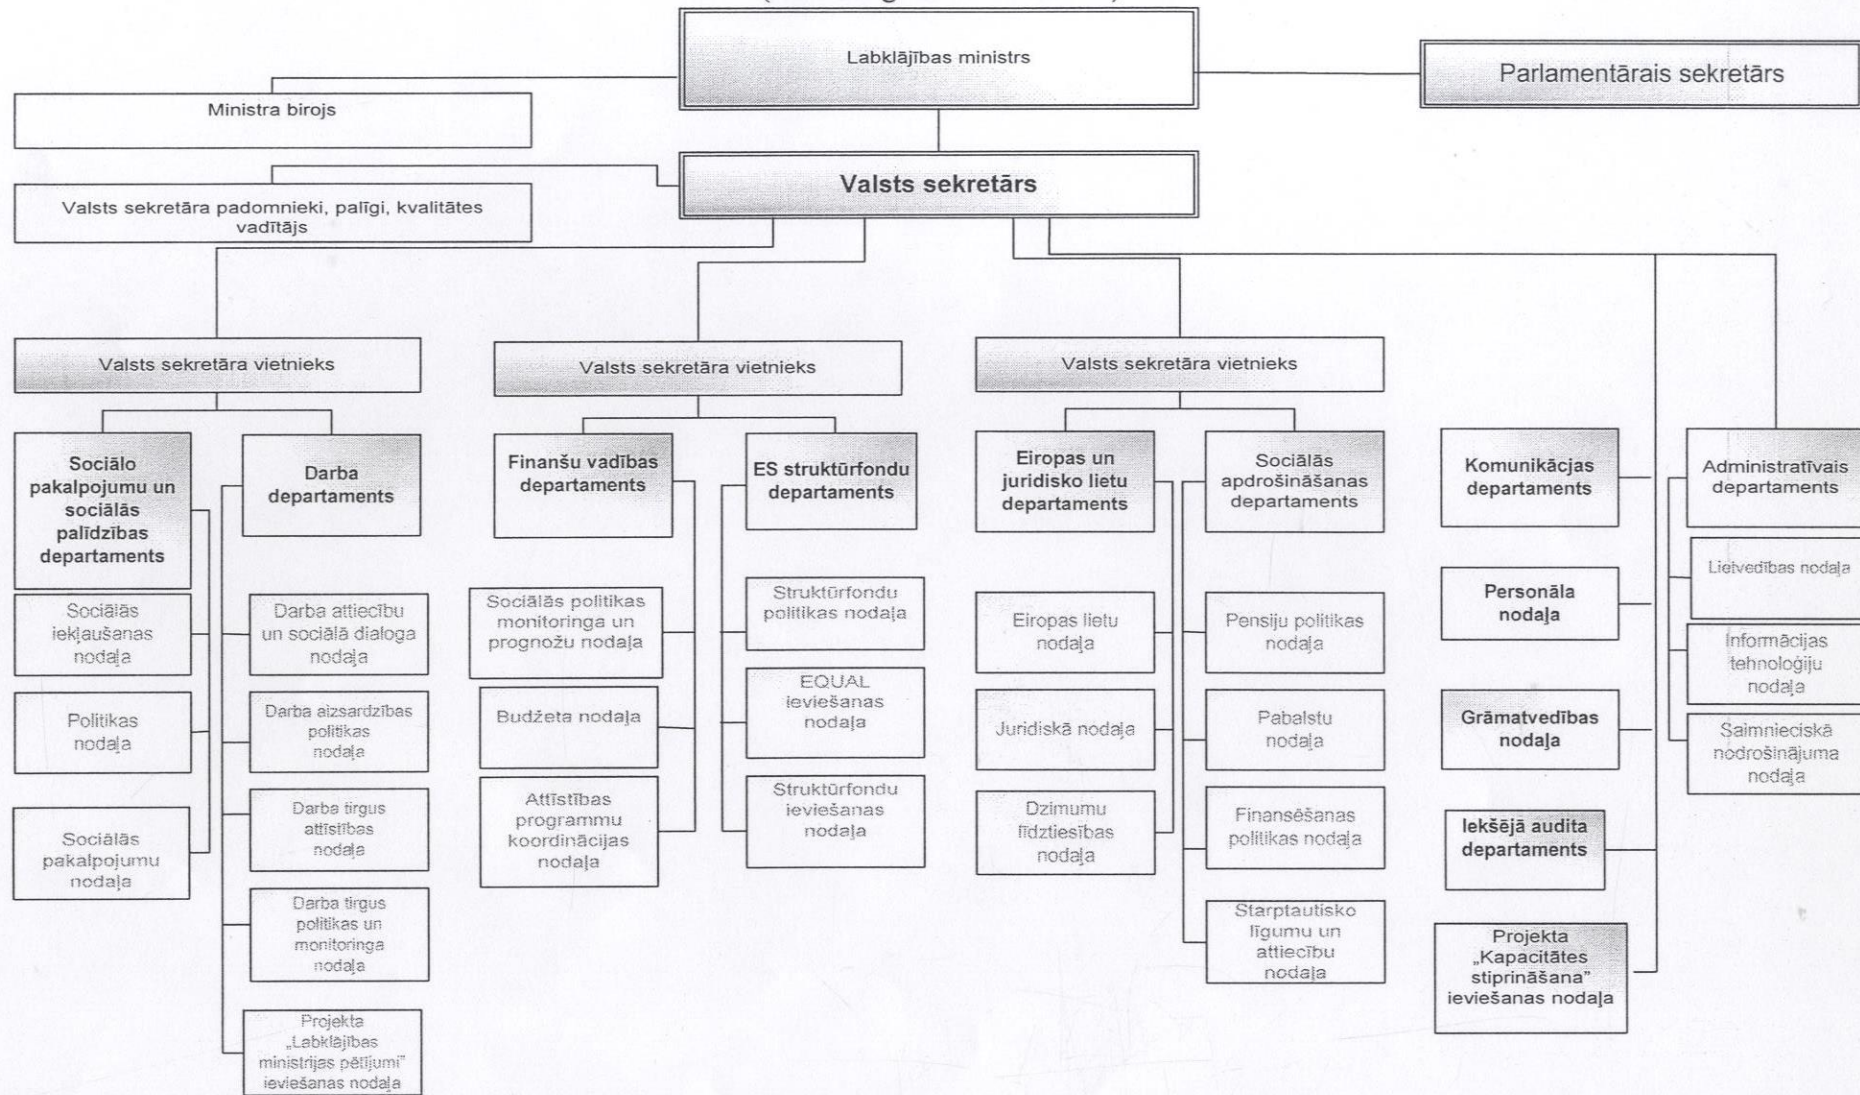 Labklājības ministrs
Parlamentārais sekretārs
Ministra birojs
Valsts sekretārs
Valsts sekretāra padomnieki, palīgi, kvalitātes
vadītājs
Valsts sekretāra vietnieks
Valsts sekretāra vietnieks
Valsts sekretāra vietnieks
Sociālo
pakalpojumu un
sociālās
palīdzības
departaments
Darba
departaments
Finanšu vadības
departaments
ES struktūrfondu
departaments
Eiropas un
juridisko lietu
departaments
Sociālās
apdrošināšanas
departaments
Komunikācjas
departaments
Administratīvais
departaments
Sociālās
iekļaušanas
nodaļa
Politikas
nodaļa
Sociālās
pakalpojumu
nodaļa
Darba attiecību
un sociālā dialoga
nodaļa
Darba aizsardzības
politikas
nodaļa
Darba tirgus
attīstības
nodaļa
Darba tirgus
politikas un
monitoringa
nodaļa
Projekta
„Labklājības
ministrijas pētījumi”
ieviešanas nodaļa
Sociālās politikas
monitoringa un
prognožu nodaļa
Budžeta nodaļa
Attīstības
programmu
koordinācijas
nodaļa
Struktūrfondu
politikas nodaļa
EQUAL
ieviešanas
nodaļa
Struktūrfondu
ieviešanas
nodaļa
Eiropas lietu
nodaļa
Juridiskā nodaļa
Dzimumu
līdztiesības
nodaļa
Pensiju politikas
nodaļa
Pabalstu
nodaļa
Finansēšanas
politikas nodaļa
Starptautisko
līgumu un
attiecību
nodaļa
Personāla
nodaļa
Grāmatvedības
nodaļa
Iekšējā audita
departaments
Projekta
„Kapacitātes
stiprināšana”
ieviešanas nodaļa
Lietvedības nodaļa
Informācijas
tehnoloģiju
nodaļa
Saimnieciskā
nodrošinājuma
nodaļa